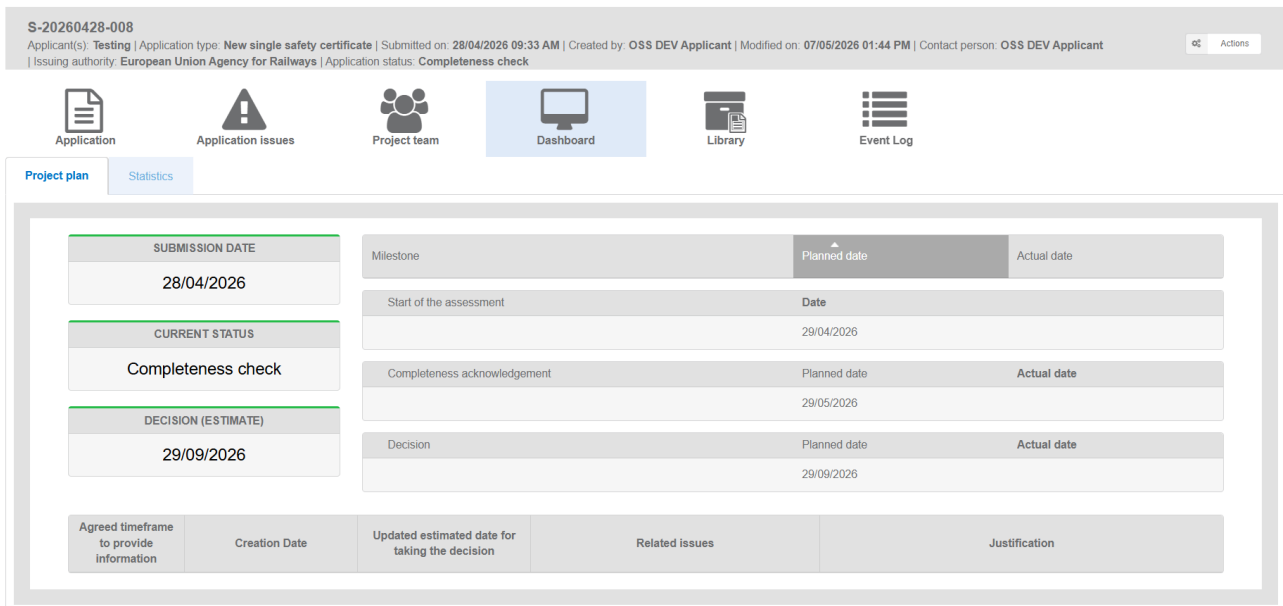 S-20260428-008
Applicant(s): Testing | Application type: New single safety certificate | Submitted on: 28/04/2026 09:33 AM | Created by: OSS DEV Applicant | Modified on: 07/05/2026 01:44 PM | Contact person: OSS DEV Applicant
| Issuing authority: European Union Agency for Railways | Application status: Completeness check
Actions
Application
Application issues
Project team
Dashboard
Library
Event Log
Project plan
Statistics
SUBMISSION DATE
28/04/2026
CURRENT STATUS
Completeness check
DECISION (ESTIMATE)
29/09/2026
Milestone Planned date Actual date
Start of the assessment Date
29/04/2026
Completeness acknowledgement Planned date Actual date
29/05/2026
Decision Planned date Actual date
29/09/2026
Agreed timeframe
to provide
information
Creation Date
Updated estimated date for
taking the decision
Related issues
Justification